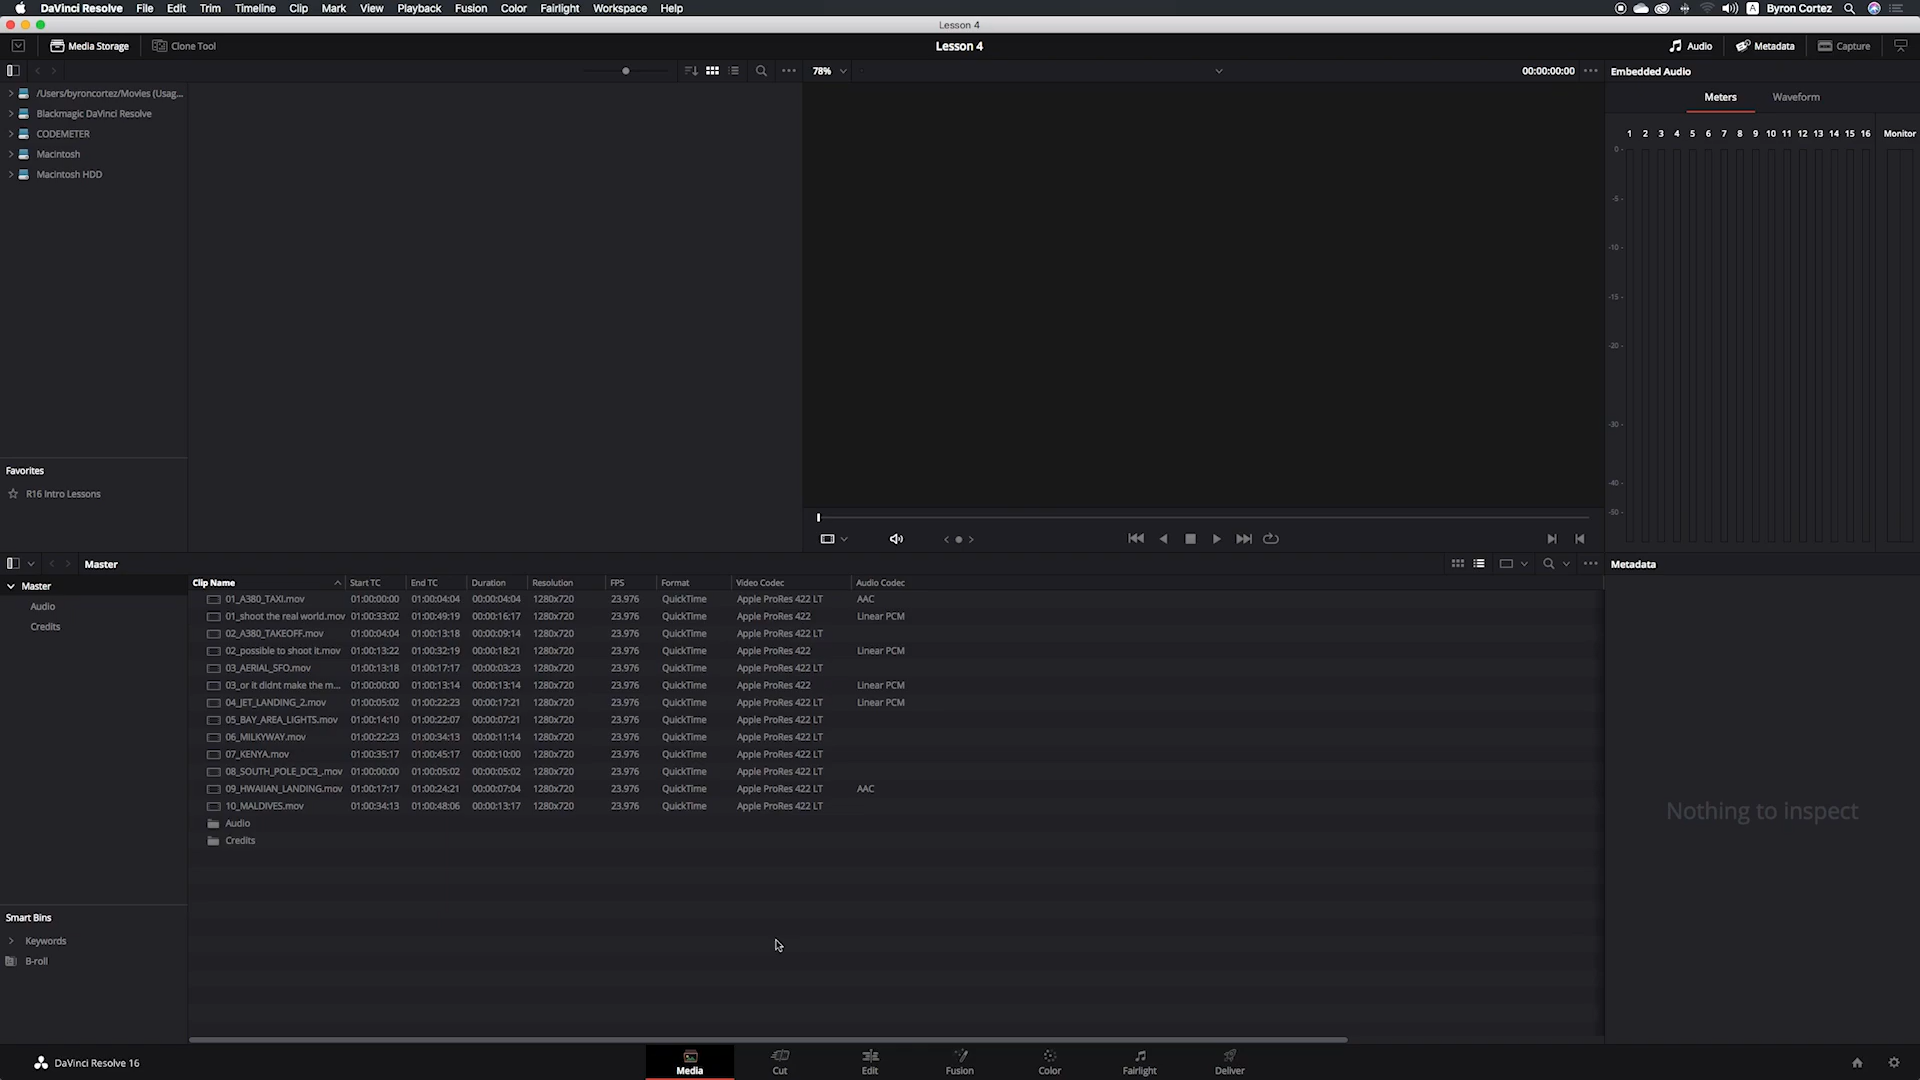 DaVinci Resolve File Edit Trim Timeline Clip Mark View Playback Fusion Color Fairlight Workspace Help A Byron Cortez
Lesson 4
Media Storage Clone Tool Lesson 4 Audio Metadata Capture
78% 00:00:00:00 Embedded Audio
/Users/byroncortez/Movies (Usag...
Blackmagic DaVinci Resolve
CODEMETER
Macintosh
Macintosh HDD
Favorites
R16 Intro Lessons
Meters Waveform
1 2 3 4 5 6 7 8 9 10 11 12 13 14 15 16 Monitor
0 -
-5 -
-10 -
-15 -
-20 -
-30 -
-40 -
-50 -
Master
Master
Audio
Credits
Clip Name Start TC End TC Duration Resolution FPS Format Video Codec Audio Codec
01_A380_TAXI.mov 01:00:00:00 01:00:04:04 00:00:04:04 1280x720 23.976 QuickTime Apple ProRes 422 LT AAC
01_shoot the real world.mov 01:00:33:02 01:00:49:19 00:00:16:17 1280x720 23.976 QuickTime Apple ProRes 422 Linear PCM
02_A380_TAKEOFF.mov 01:00:04:04 01:00:13:18 00:00:09:14 1280x720 23.976 QuickTime Apple ProRes 422 LT
02_possible to shoot it.mov 01:00:13:22 01:00:32:19 00:00:18:21 1280x720 23.976 QuickTime Apple ProRes 422 Linear PCM
03_AERIAL_SFO.mov 01:00:13:18 01:00:17:17 00:00:03:23 1280x720 23.976 QuickTime Apple ProRes 422 LT
03_or it didnt make the m... 01:00:00:00 01:00:13:14 00:00:13:14 1280x720 23.976 QuickTime Apple ProRes 422 Linear PCM
04_JET_LANDING_2.mov 01:00:05:02 01:00:22:23 00:00:17:21 1280x720 23.976 QuickTime Apple ProRes 422 LT Linear PCM
05_BAY_AREA_LIGHTS.mov 01:00:14:10 01:00:22:07 00:00:07:21 1280x720 23.976 QuickTime Apple ProRes 422 LT
06_MILKYWAY.mov 01:00:22:23 01:00:34:13 00:00:11:14 1280x720 23.976 QuickTime Apple ProRes 422 LT
07_KENYA.mov 01:00:35:17 01:00:45:17 00:00:10:00 1280x720 23.976 QuickTime Apple ProRes 422 LT
08_SOUTH_POLE_DC3_.mov 01:00:00:00 01:00:05:02 00:00:05:02 1280x720 23.976 QuickTime Apple ProRes 422 LT
09_HWAIIAN_LANDING.mov 01:00:17:17 01:00:24:21 00:00:07:04 1280x720 23.976 QuickTime Apple ProRes 422 LT AAC
10_MALDIVES.mov 01:00:34:13 01:00:48:06 00:00:13:17 1280x720 23.976 QuickTime Apple ProRes 422 LT
Audio
Credits
Metadata
Nothing to inspect
Smart Bins
Keywords
B-roll
DaVinci Resolve 16 Media Cut Edit Fusion Color Fairlight Deliver